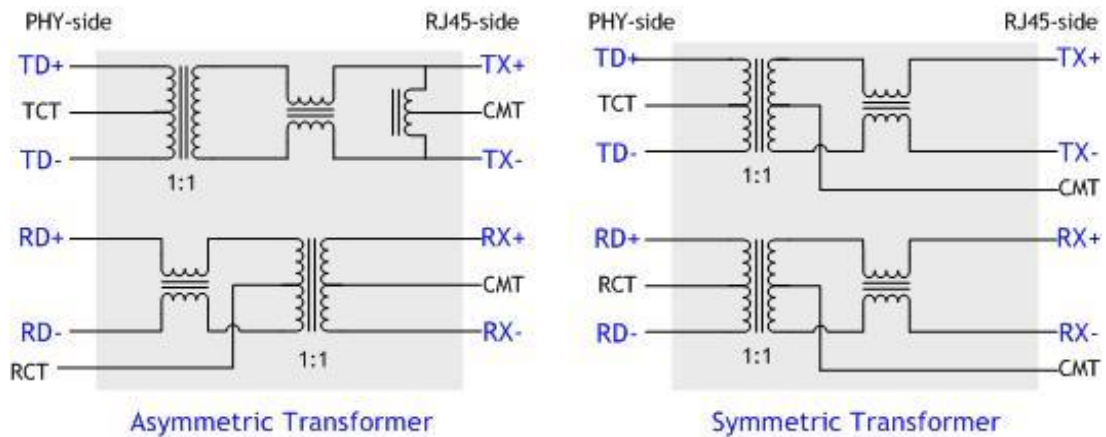 PHY-side
RJ45-side
TD+
TX+
TCT
CMT
TD-
TX-
1:1
RD+
RX+
CMT
RD-
RX-
RCT
1:1
Asymmetric Transformer
PHY-side
RJ45-side
TD+
TX+
TCT
TD-
TX-
1:1
CMT
RD+
RX+
RCT
RD-
RX-
1:1
CMT
Symmetric Transformer